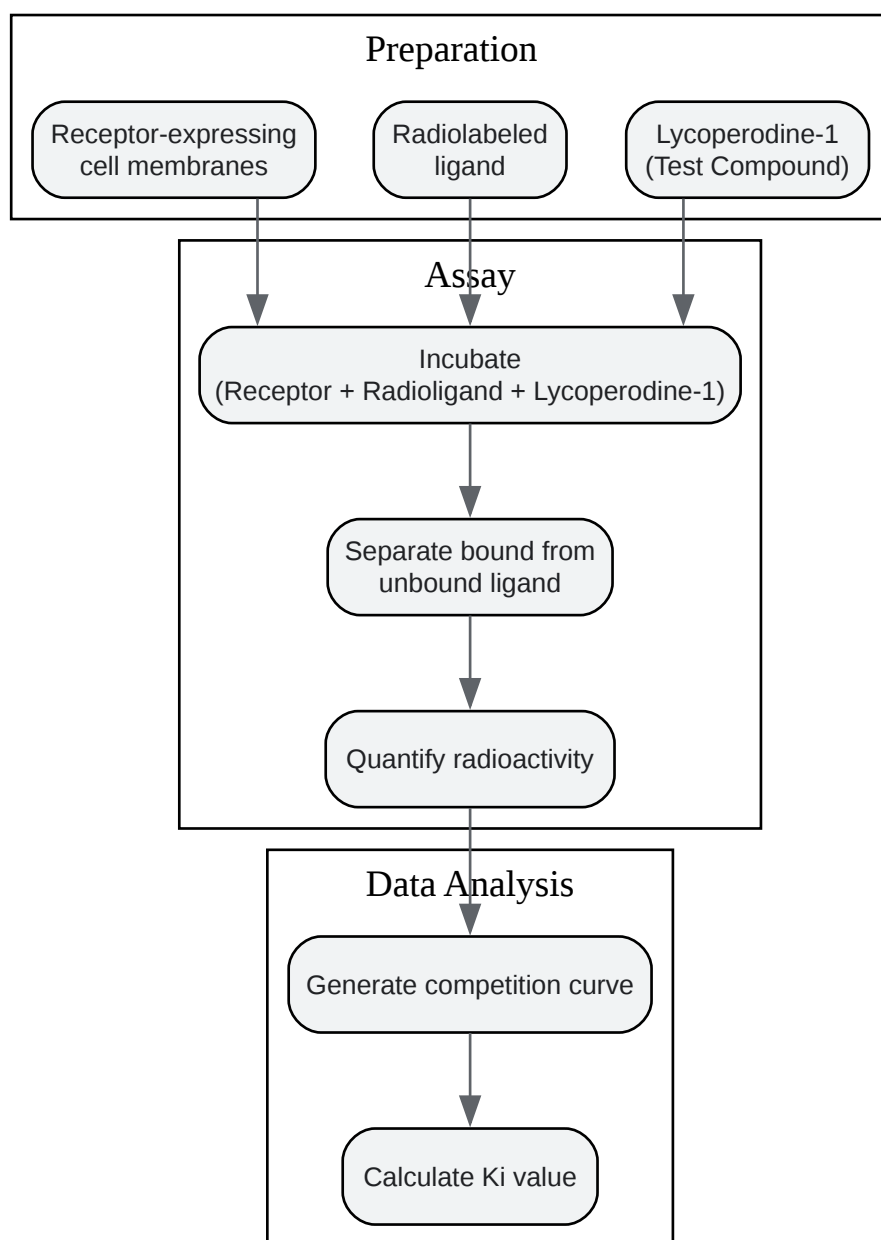 Preparation
Receptor-expressing
cell membranes
Radiolabeled
ligand
Lycoperodine-1
(Test Compound)
Assay
Incubate
(Receptor + Radioligand + Lycoperodine-1)
Separate bound from
unbound ligand
Quantify radioactivity
Data Analysis
Generate competition curve
Calculate Ki value